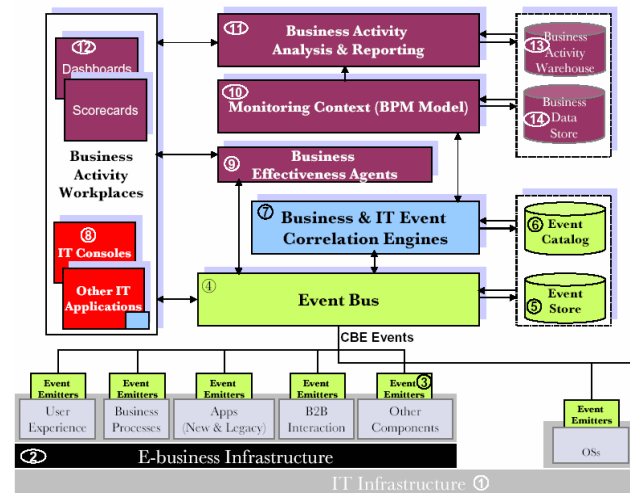 12
Dashboards
Scorecards
Business
Activity
Workplaces
8
IT Consoles
Other IT
Applications
11
Business Activity
Analysis & Reporting
10
Monitoring Context (BPM Model)
9
Business
Effectiveness Agents
7
Business & IT Event
Correlation Engines
4
Event Bus
13
Business
Activity
Warehouse
14
Business
Data
Store
6
Event
Catalog
5
Event
Store
CBE Events
Event
Emitters
User
Experience
Event
Emitters
Business
Processes
Event
Emitters
Apps
(New & Legacy)
Event
Emitters
B2B
Interaction
Event 3
Emitters
Other
Components
Event
Emitters
OSs
2 E-business Infrastructure
IT Infrastructure 1